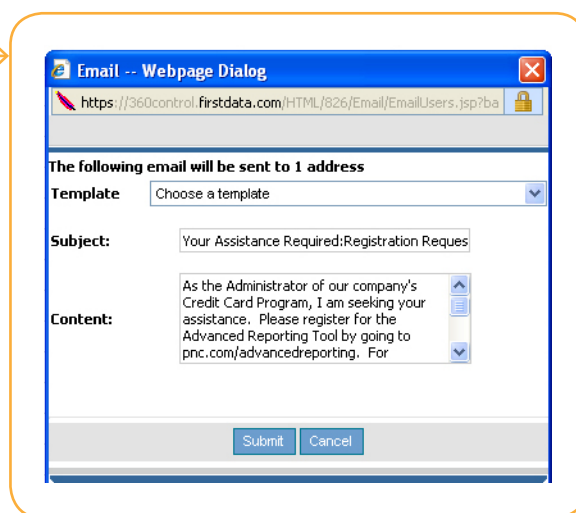 Email -- Webpage Dialog
https://360control.firstdata.com/HTML/826/Email/EmailUsers.jsp?ba
The following email will be sent to 1 address
Template Choose a template
Subject: Your Assistance Required:Registration Reques
As the Administrator of our company's
Credit Card Program, I am seeking your
Content: assistance. Please register for the
Advanced Reporting Tool by going to
pnc.com/advancedreporting. For
Submit Cancel